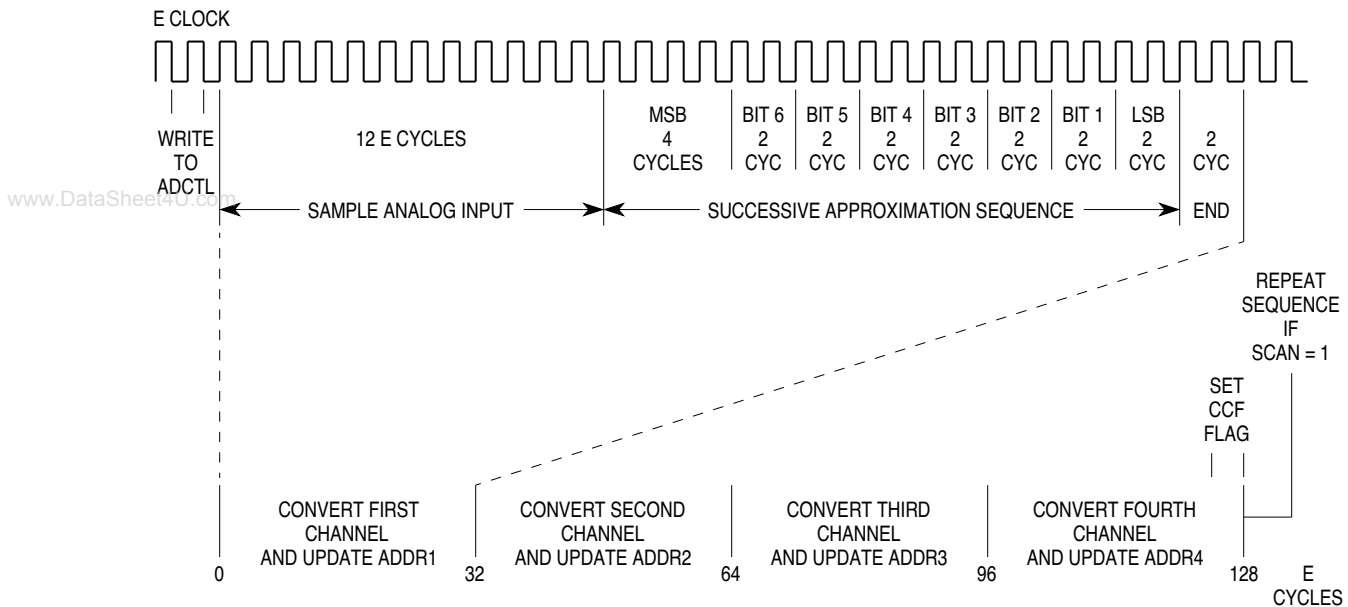 E CLOCK
WRITE
TO
ADCTL
12 E CYCLES
MSB
4
CYCLES
BIT 6
2
CYC
BIT 5
2
CYC
BIT 4
2
CYC
BIT 3
2
CYC
BIT 2
2
CYC
BIT 1
2
CYC
LSB
2
CYC
2
CYC
www.DataSheet4U.com
SAMPLE ANALOG INPUT
SUCCESSIVE APPROXIMATION SEQUENCE
END
REPEAT
SEQUENCE
IF
SCAN = 1
SET
CCF
FLAG
CONVERT FIRST
CHANNEL
AND UPDATE ADDR1
CONVERT SECOND
CHANNEL
AND UPDATE ADDR2
CONVERT THIRD
CHANNEL
AND UPDATE ADDR3
CONVERT FOURTH
CHANNEL
AND UPDATE ADDR4
0
32
64
96
128
E
CYCLES